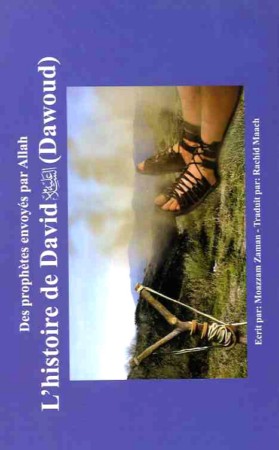 Des prophètes envoyés par Allah
L'histoire de David (Dawoud)
Ecrit par: Moazzam Zaman - Traduit par: Rachid Maach